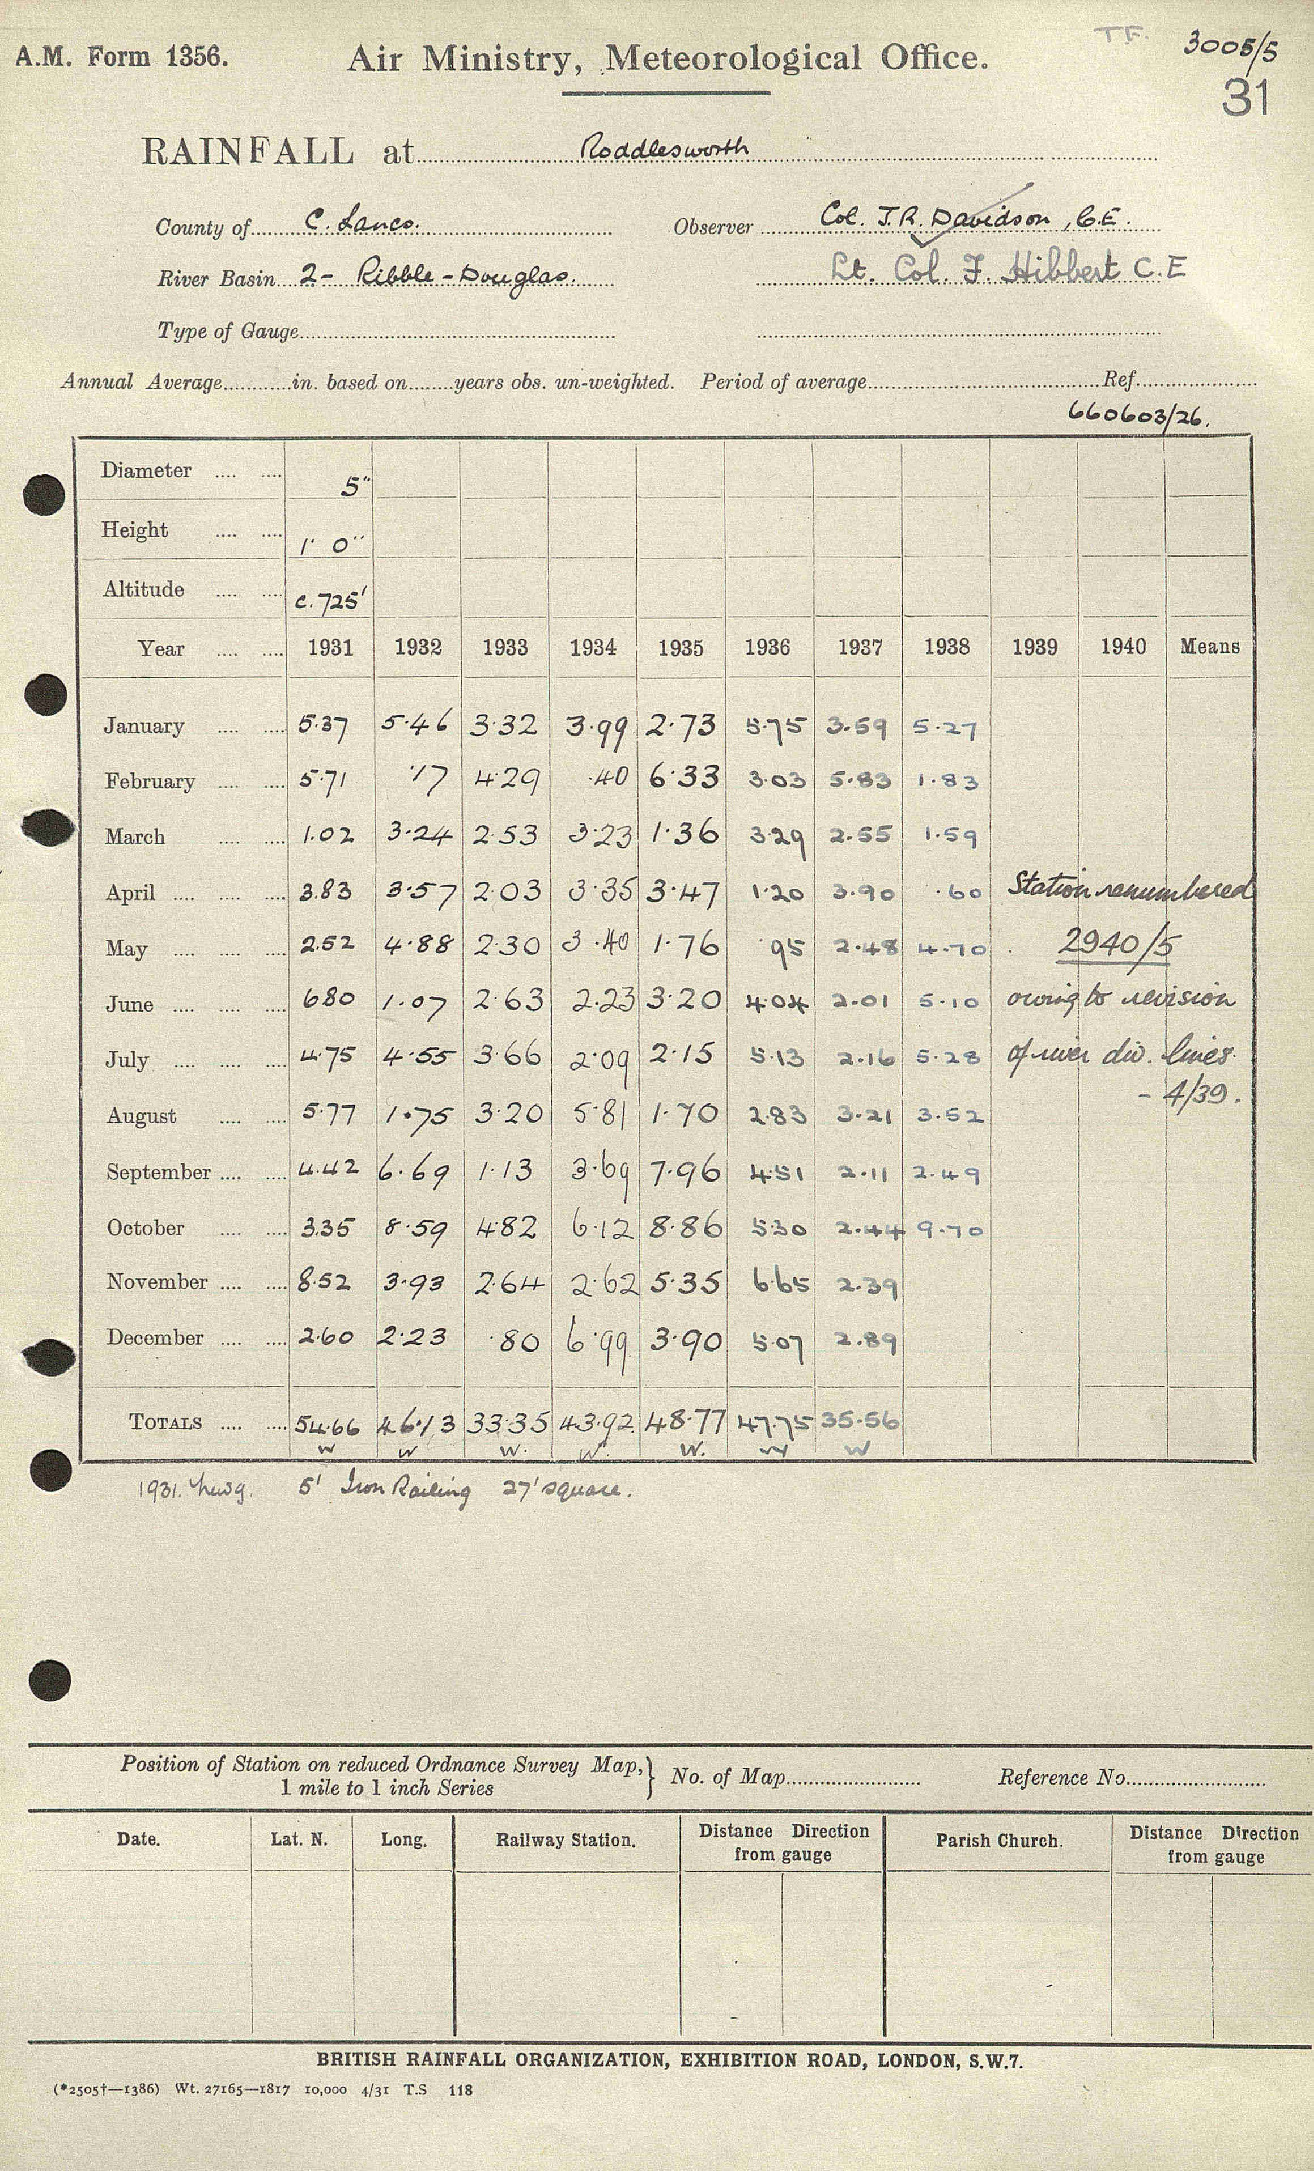 A.M. Form 1356.
Air Ministry, Meteorological Office.
T.F.
3005/5
31
RAINFALL at Roddlesworth
County of C. Lancs. Observer Col. J.R. Davidson, C.E.
River Basin 2- Ribble-Douglas. Lt. Col. F. Hibbert C.E
Type of Gauge
Annual Average in. based on years obs. un-weighted. Period of average Ref.
660603/26.
Diameter 5"
Height 1' 0"
Altitude c. 725'
Year 1931 1932 1933 1934 1935 1936 1937 1938 1939 1940 Means
January 5.37 5.46 3.32 3.99 2.73 5.75 3.59 5.27
February 5.71 .17 4.29 .40 6.33 3.03 5.83 1.83
March 1.02 3.24 2.53 3.23 1.36 3.29 2.55 1.59
April 3.83 3.57 2.03 3.35 3.47 1.20 3.90 .60 Station renumbered
May 2.52 4.88 2.30 3.40 1.76 .95 2.48 4.70 2940/5
June 6.80 1.07 2.63 2.23 3.20 4.04 2.01 5.10 owing to revision
July 4.75 4.55 3.66 2.09 2.15 5.13 2.16 5.28 of river div. lines
- 4/39.
August 5.77 1.75 3.20 5.81 1.70 2.83 3.21 3.52
September 4.42 6.69 1.13 3.69 7.96 4.51 2.11 2.49
October 3.35 8.59 4.82 6.12 8.86 5.30 2.44 9.70
November 8.52 3.93 2.64 2.62 5.35 6.65 2.39
December 2.60 2.23 .80 6.99 3.90 5.07 2.89
TOTALS 54.66 46.13 33.35 43.92 48.77 47.75 35.56
W W W. W. W. W W
1931. 5' Iron Railing 27' square.
Position of Station on reduced Ordnance Survey Map, } No. of Map Reference No.
1 mile to 1 inch Series
Date. Lat. N. Long. Railway Station. Distance Direction from gauge Parish Church. Distance Direction from gauge
BRITISH RAINFALL ORGANIZATION, EXHIBITION ROAD, LONDON, S.W.7.
(*2505†—1386) Wt. 27165—1817 10,000 4/31 T.S 118